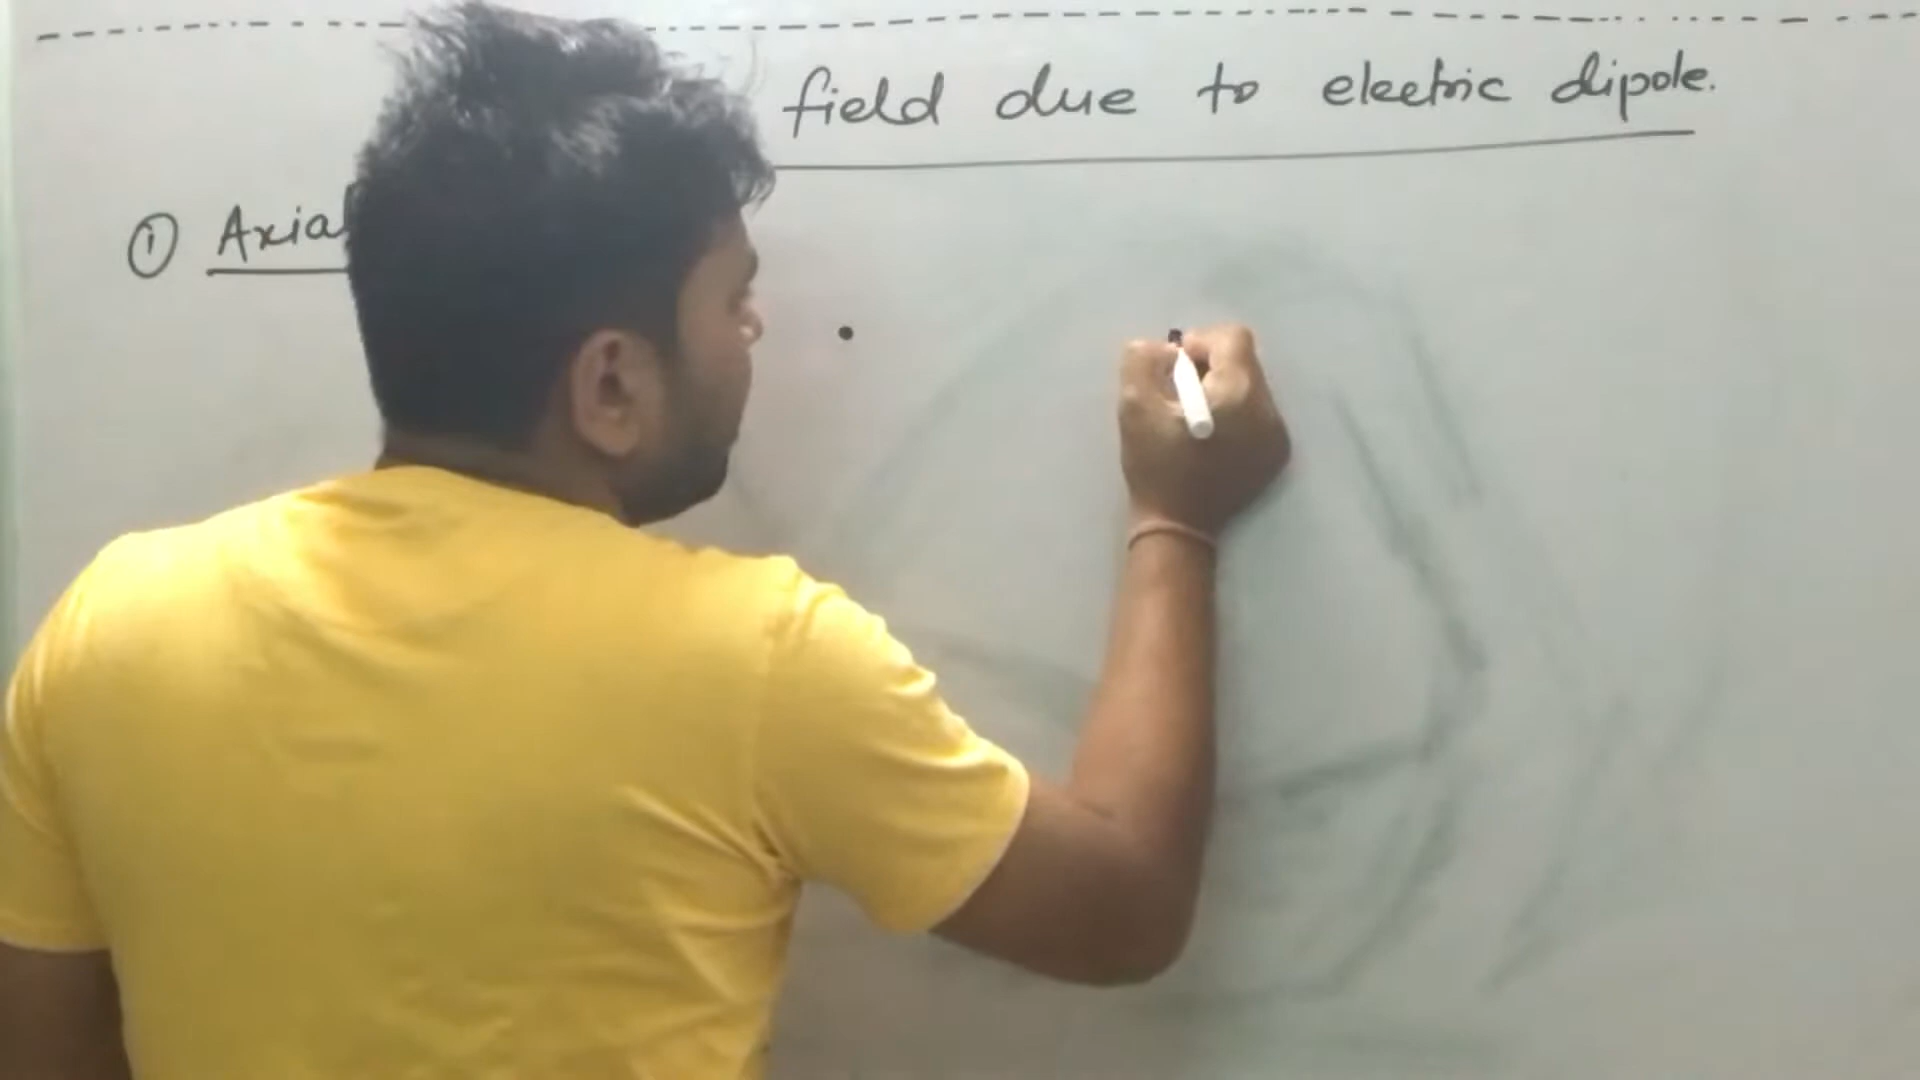 field due to electric dipole.
① Axial